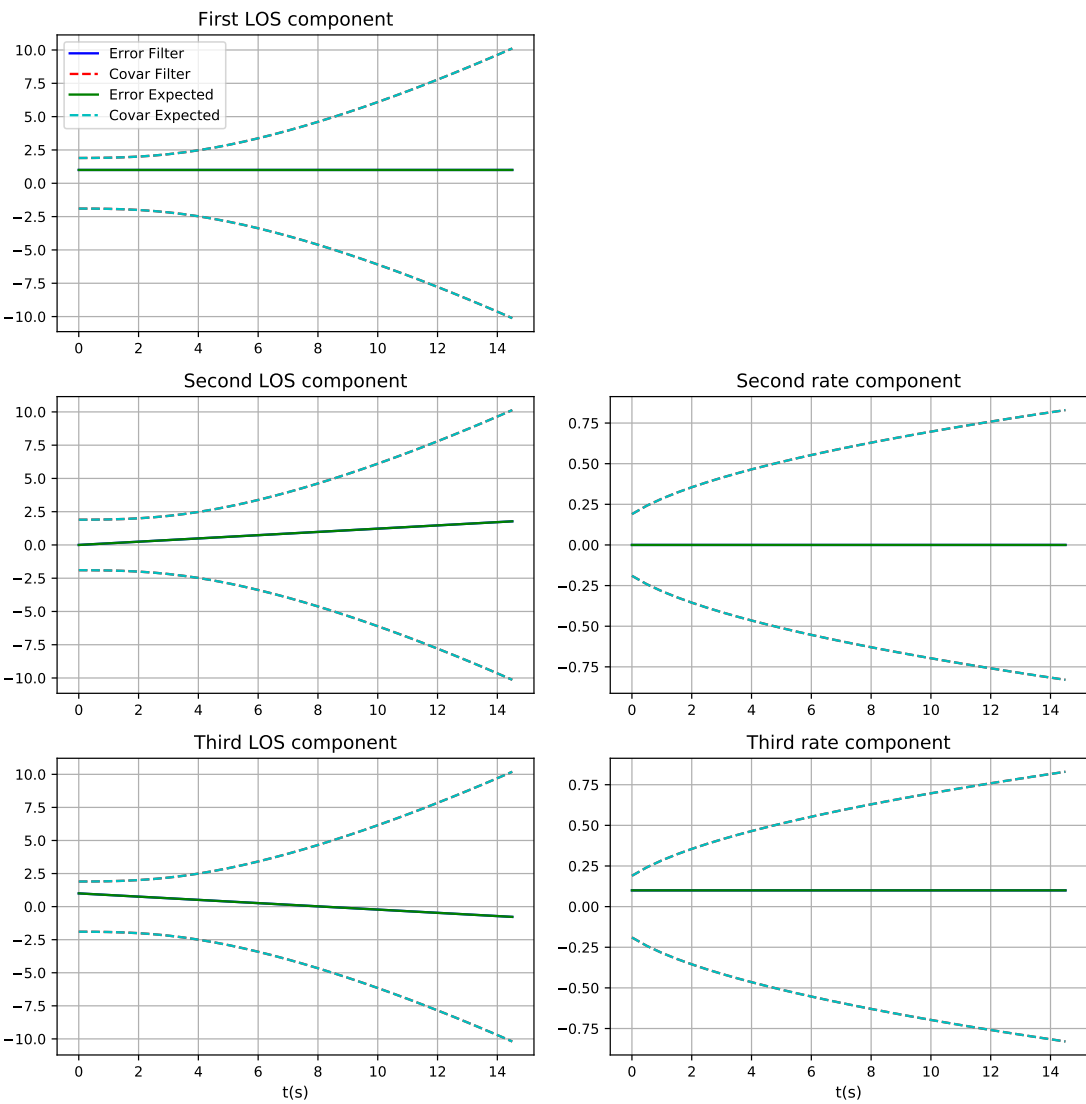 First LOS component
10.0
7.5
5.0
2.5
0.0
−2.5
−5.0
−7.5
−10.0
Error Filter
Covar Filter
Error Expected
Covar Expected
0 2 4 6 8 10 12 14
Second LOS component
10.0
7.5
5.0
2.5
0.0
−2.5
−5.0
−7.5
−10.0
0 2 4 6 8 10 12 14
Second rate component
0.75
0.50
0.25
0.00
−0.25
−0.50
−0.75
0 2 4 6 8 10 12 14
Third LOS component
10.0
7.5
5.0
2.5
0.0
−2.5
−5.0
−7.5
−10.0
0 2 4 6 8 10 12 14
t(s)
Third rate component
0.75
0.50
0.25
0.00
−0.25
−0.50
−0.75
0 2 4 6 8 10 12 14
t(s)